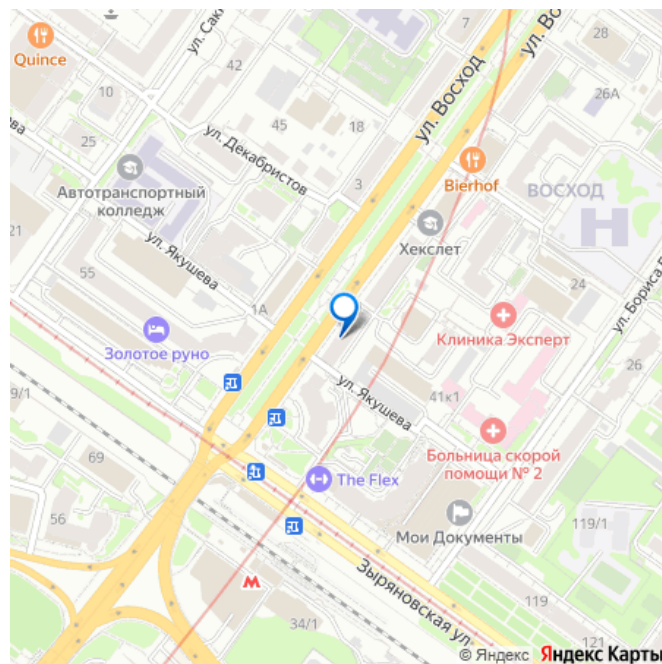 ул. Сак
7
ул. Во
28
Quince
42
10
ул. Восход
26А
45
18
25
ул. Декабристов
Bierhof
3
ВОСХОД
Автотранспортный
колледж
21
Хекслет
ул. Якушева
55
24
1А
ул. Бориса
Клиника Эксперт
Золотое руно
ул. Якушева
41к1
9/1
Больница скорой
помощи № 2
69
The Flex
56
Мои Документы
119/1
Зыряновская ул.
119
34/1
© Яндекс Яндекс Карты